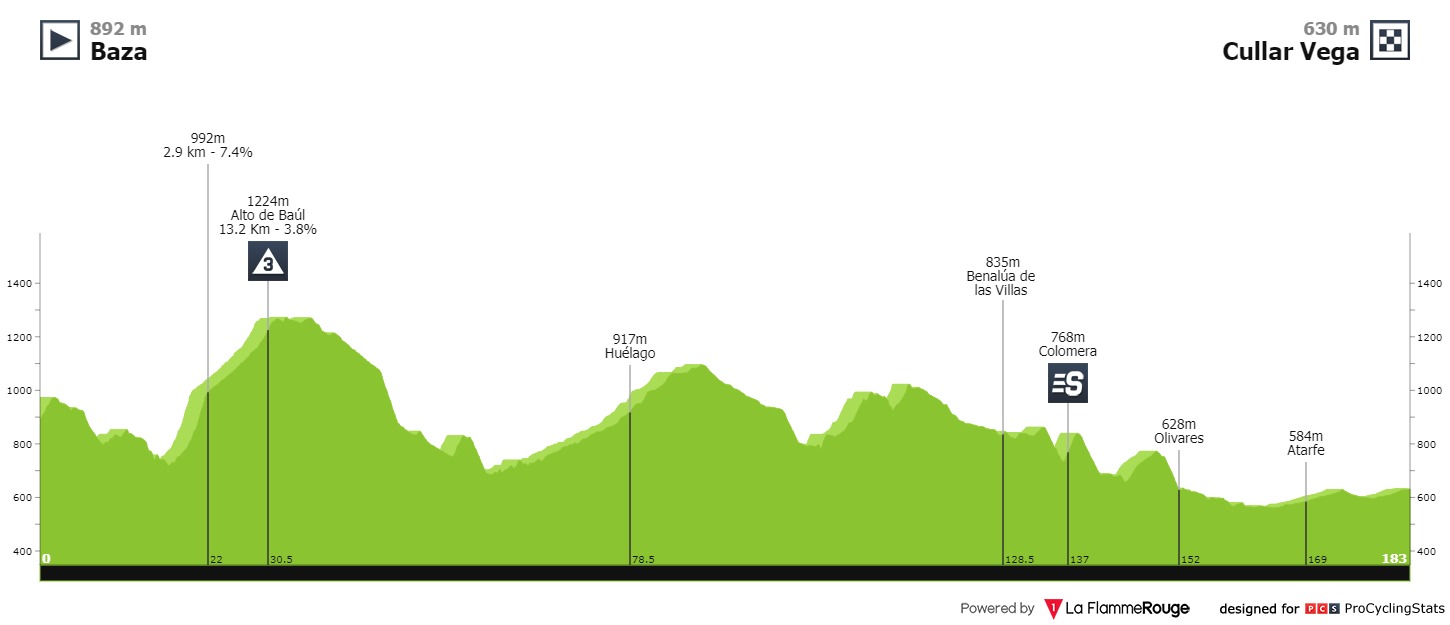 892 m
Baza
630 m
Cullar Vega
992m
2.9 km - 7.4%
1224m
Alto de Baúl
13.2 Km - 3.8%
3
917m
Huélago
835m
Benalúa de
las Villas
768m
Colomera
S
628m
Olivares
584m
Atarfe
1400
1200
1000
800
600
400
1400
1200
1000
800
600
400
0
22
30.5
78.5
128.5
137
152
169
183
Powered by 1 La FlammeRouge designed for PCS ProCyclingStats